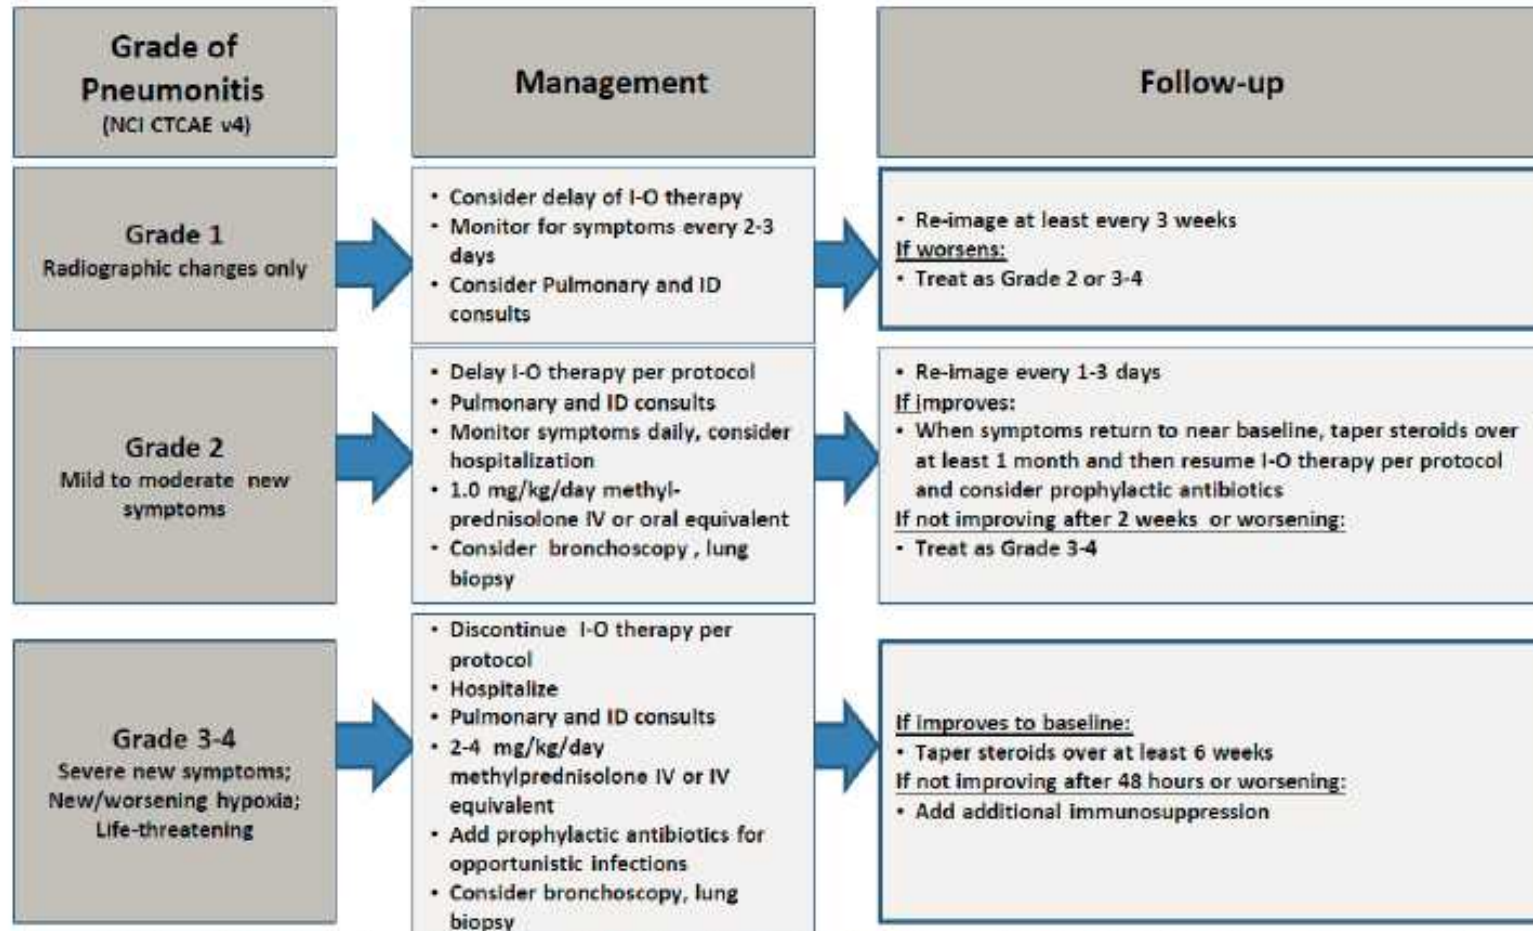 Grade of
Pneumonitis
(NCI CTCAE v4)
Management
Follow-up
Grade 1
Radiographic changes only
• Consider delay of I-O therapy
• Monitor for symptoms every 2-3
days
• Consider Pulmonary and ID
consults
• Re-image at least every 3 weeks
If worsens:
• Treat as Grade 2 or 3-4
Grade 2
Mild to moderate new
symptoms
• Delay I-O therapy per protocol
• Pulmonary and ID consults
• Monitor symptoms daily, consider
hospitalization
• 1.0 mg/kg/day methyl-
prednisolone IV or oral equivalent
• Consider bronchoscopy , lung
biopsy
• Re-image every 1-3 days
If improves:
• When symptoms return to near baseline, taper steroids over
at least 1 month and then resume I-O therapy per protocol
and consider prophylactic antibiotics
If not improving after 2 weeks or worsening:
• Treat as Grade 3-4
Grade 3-4
Severe new symptoms;
New/worsening hypoxia;
Life-threatening
• Discontinue I-O therapy per
protocol
• Hospitalize
• Pulmonary and ID consults
• 2-4 mg/kg/day
methylprednisolone IV or IV
equivalent
• Add prophylactic antibiotics for
opportunistic infections
• Consider bronchoscopy, lung
biopsy
If improves to baseline:
• Taper steroids over at least 6 weeks
If not improving after 48 hours or worsening:
• Add additional immunosuppression